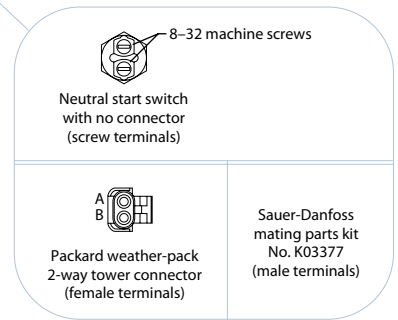 8–32 machine screws
Neutral start switch
with no connector
(screw terminals)
A
B
Packard weather-pack
2-way tower connector
(female terminals)
Sauer-Danfoss
mating parts kit
No. K03377
(male terminals)